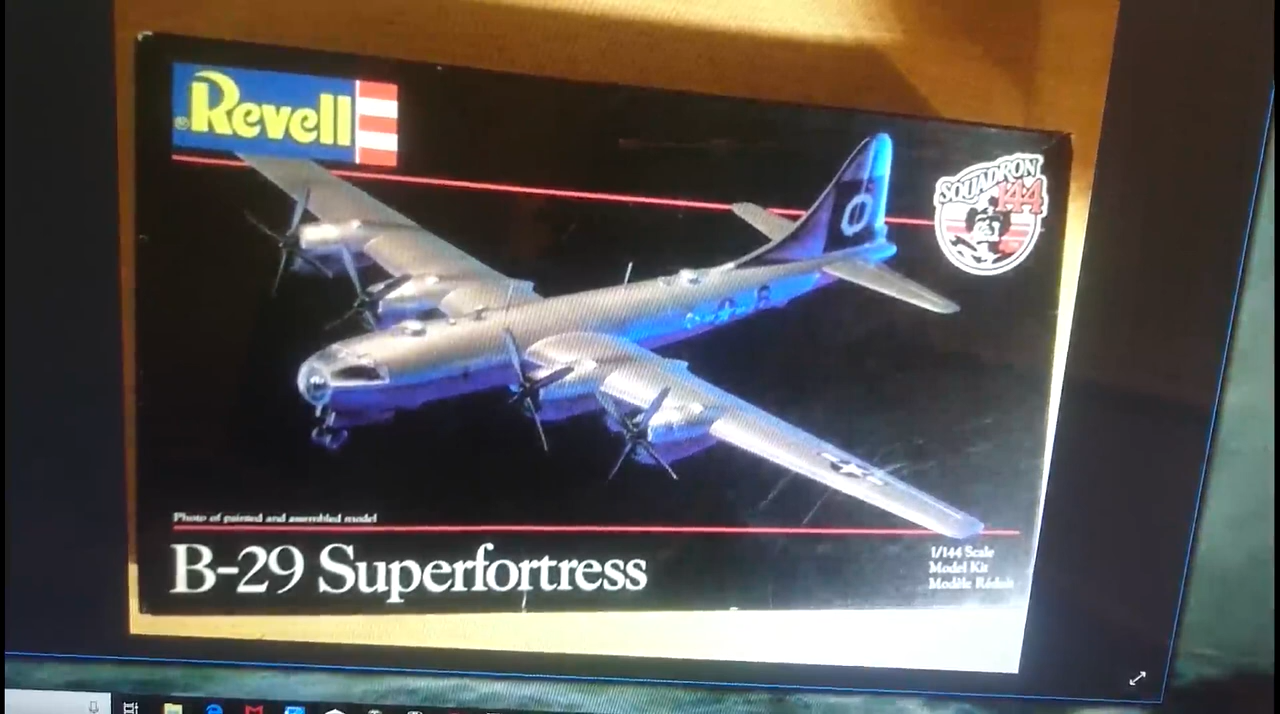 Revell
SQUADRON
144
Photo of painted and assembled model
B-29 Superfortress
1/144 Scale
Model Kit
Modèle Réduit